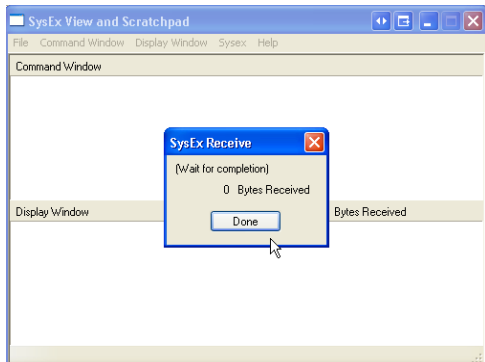 SysEx View and Scratchpad
File Command Window Display Window Sysex Help
Command Window
SysEx Receive
(Wait for completion)
0 Bytes Received
Done
Display Window
Bytes Received